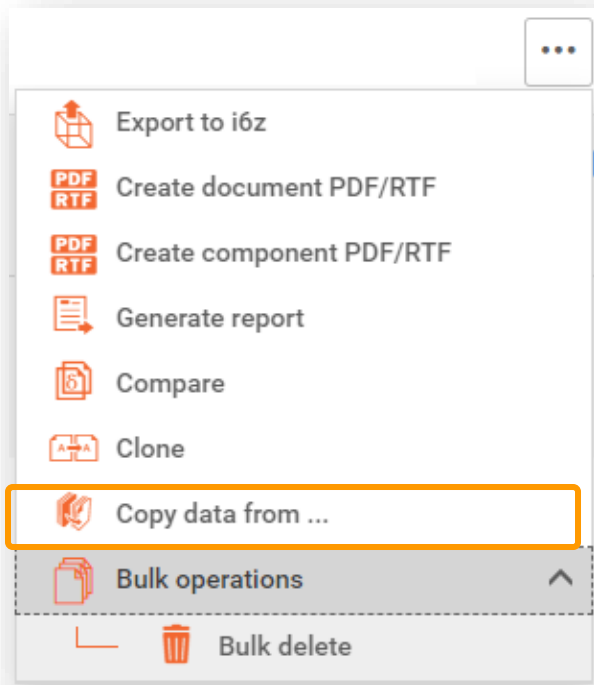 ...
Export to i6z
PDF
RTF
Create document PDF/RTF
PDF
RTF
Create component PDF/RTF
Generate report
δ
Compare
A A
Clone
Copy data from ...
Bulk operations
Bulk delete